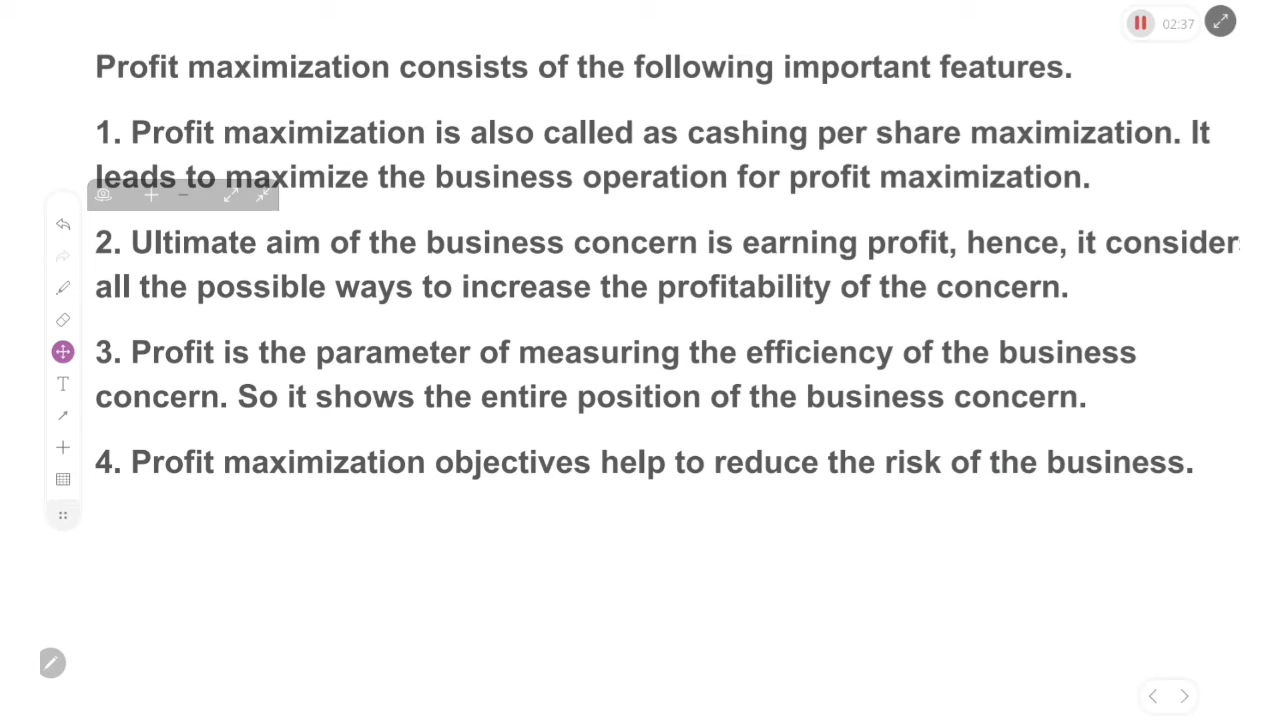 02:37
Profit maximization consists of the following important features.
1. Profit maximization is also called as cashing per share maximization. It
leads to maximize the business operation for profit maximization.
2. Ultimate aim of the business concern is earning profit, hence, it consider
all the possible ways to increase the profitability of the concern.
3. Profit is the parameter of measuring the efficiency of the business
concern. So it shows the entire position of the business concern.
4. Profit maximization objectives help to reduce the risk of the business.
T